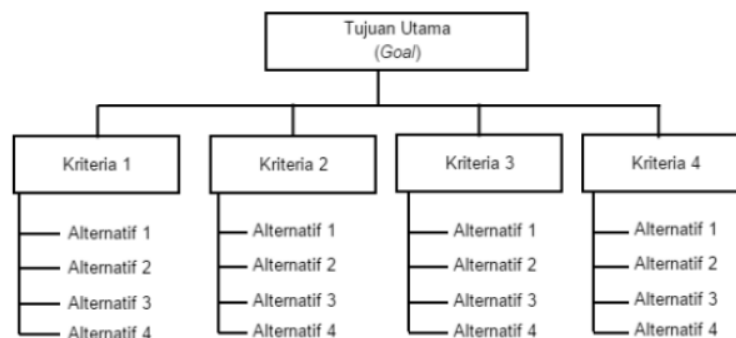 Tujuan Utama
(Goal)
Kriteria 1
Kriteria 2
Kriteria 3
Kriteria 4
Alternatif 1
Alternatif 2
Alternatif 3
Alternatif 4
Alternatif 1
Alternatif 2
Alternatif 3
Alternatif 4
Alternatif 1
Alternatif 2
Alternatif 3
Alternatif 4
Alternatif 1
Alternatif 2
Alternatif 3
Alternatif 4